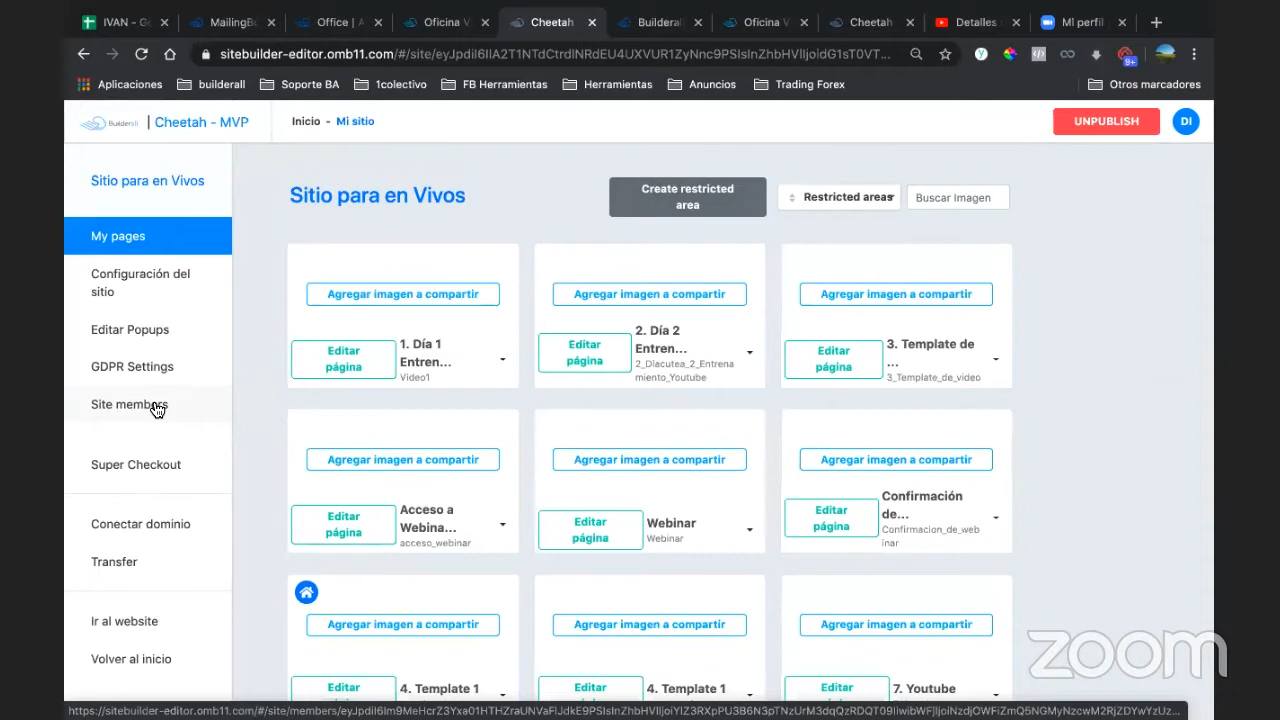 IVAN - G
MailingBo
Office | A
Oficina V
Cheetah
Builderal
Oficina V
Cheetah
Detalles
Mi perfil
sitebuilder-editor.omb11.com
9+
Aplicaciones
builderall
Soporte BA
1colectivo
FB Herramientas
Herramientas
Anuncios
Trading Forex
Otros marcadores
Builderall | Cheetah - MVP
Inicio - Mi sitio
UNPUBLISH
DI
Sitio para en Vivos
My pages
Configuración del
sitio
Editar Popups
GDPR Settings
Site members
Super Checkout
Conectar dominio
Transfer
Ir al website
Volver al inicio
Sitio para en Vivos
Create restricted
area
Restricted areas
Buscar Imagen
Agregar imagen a compartir
Editar
página
1. Día 1
Entren...
Video1
Agregar imagen a compartir
Editar
página
2. Día 2
Entren...
2_Diacutea_2_Entrena
miento_Youtube
Agregar imagen a compartir
Editar
página
3. Template de
...
3_Template_de_video
Agregar imagen a compartir
Editar
página
Acceso a
Webina...
acceso_webinar
Agregar imagen a compartir
Editar
página
Webinar
Webinar
Agregar imagen a compartir
Editar
página
Confirmación
de...
Confirmacion_de_web
inar
Agregar imagen a compartir
Editar
4. Template 1
Agregar imagen a compartir
Editar
4. Template 1
Agregar imagen a compartir
Editar
7. Youtube
zoom